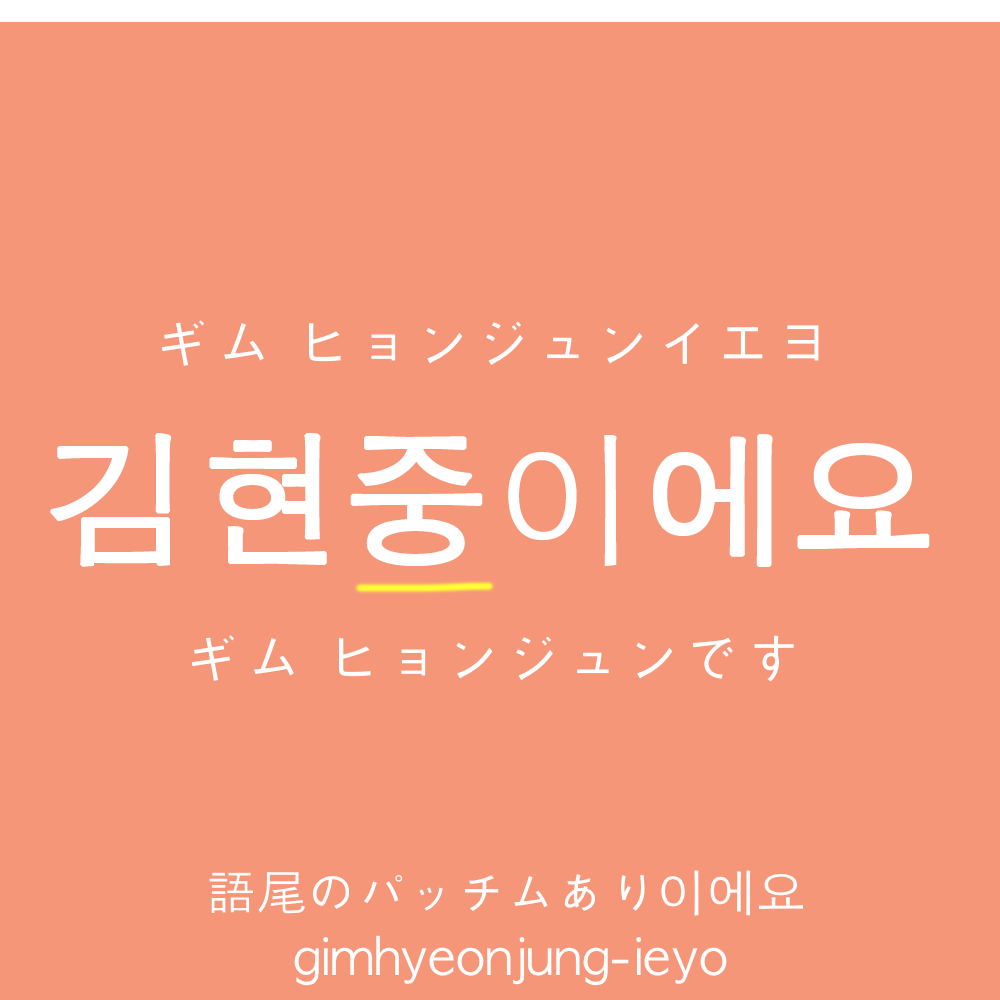 ギム ヒョンジュンイエヨ
김현중이에요
ギム ヒョンジュンです
語尾のパッチムあり이에요
gimhyeonjung-ieyo